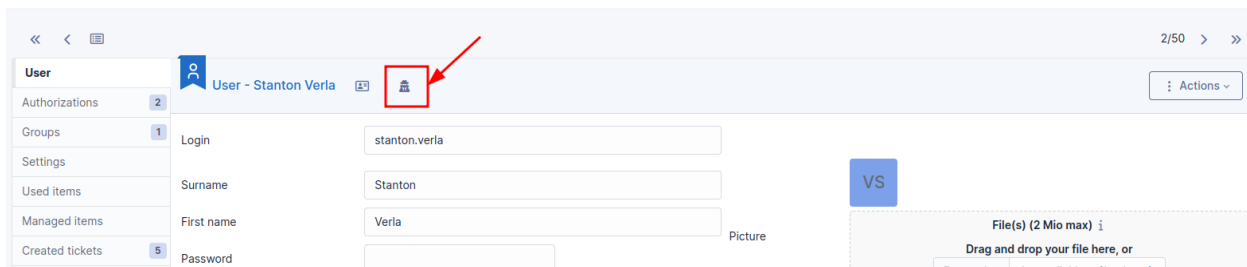 2/50
User
Authorizations 2
Groups 1
Settings
Used items
Managed items
Created tickets 5
User - Stanton Verla
Actions
Login stanton.verla
Surname Stanton
First name Verla
Password
Picture
VS
File(s) (2 Mio max) i
Drag and drop your file here, or